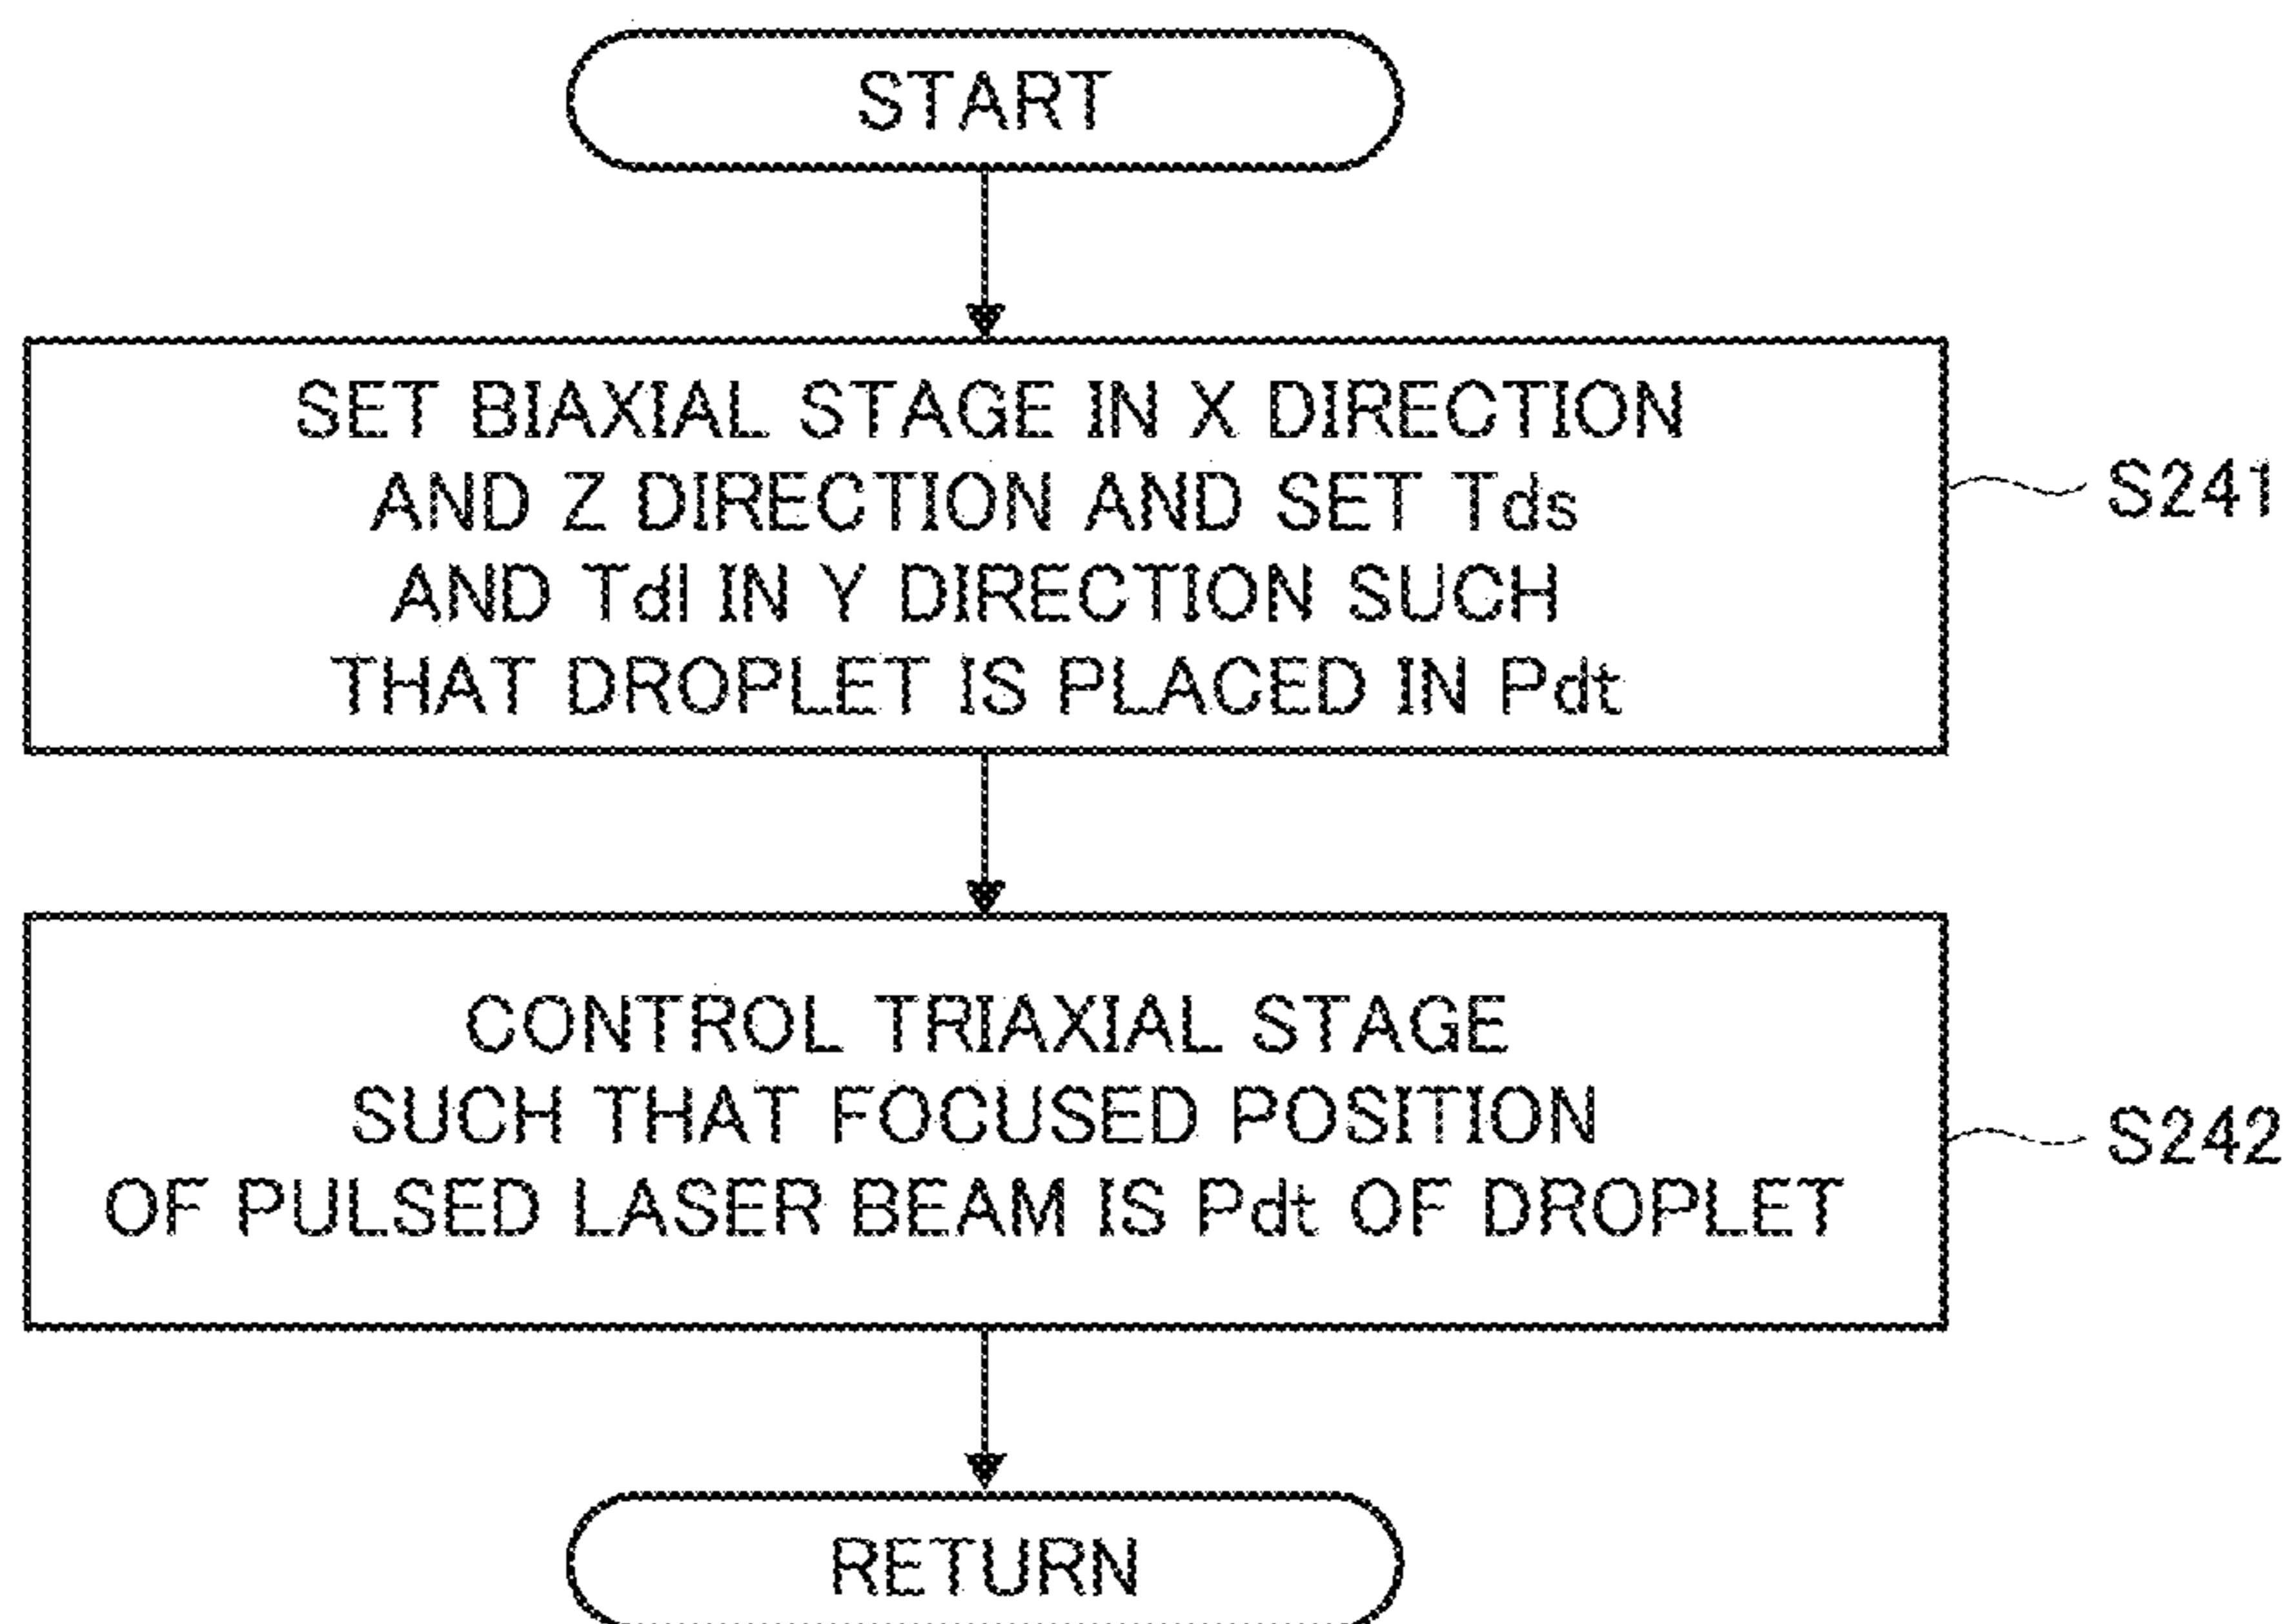 START
SET BIAXIAL STAGE IN X DIRECTION
AND Z DIRECTION AND SET Tds
AND Tdl IN Y DIRECTION SUCH
THAT DROPLET IS PLACED IN Pdt
S241
CONTROL TRIAXIAL STAGE
SUCH THAT FOCUSED POSITION
OF PULSED LASER BEAM IS Pdt OF DROPLET
S242
RETURN